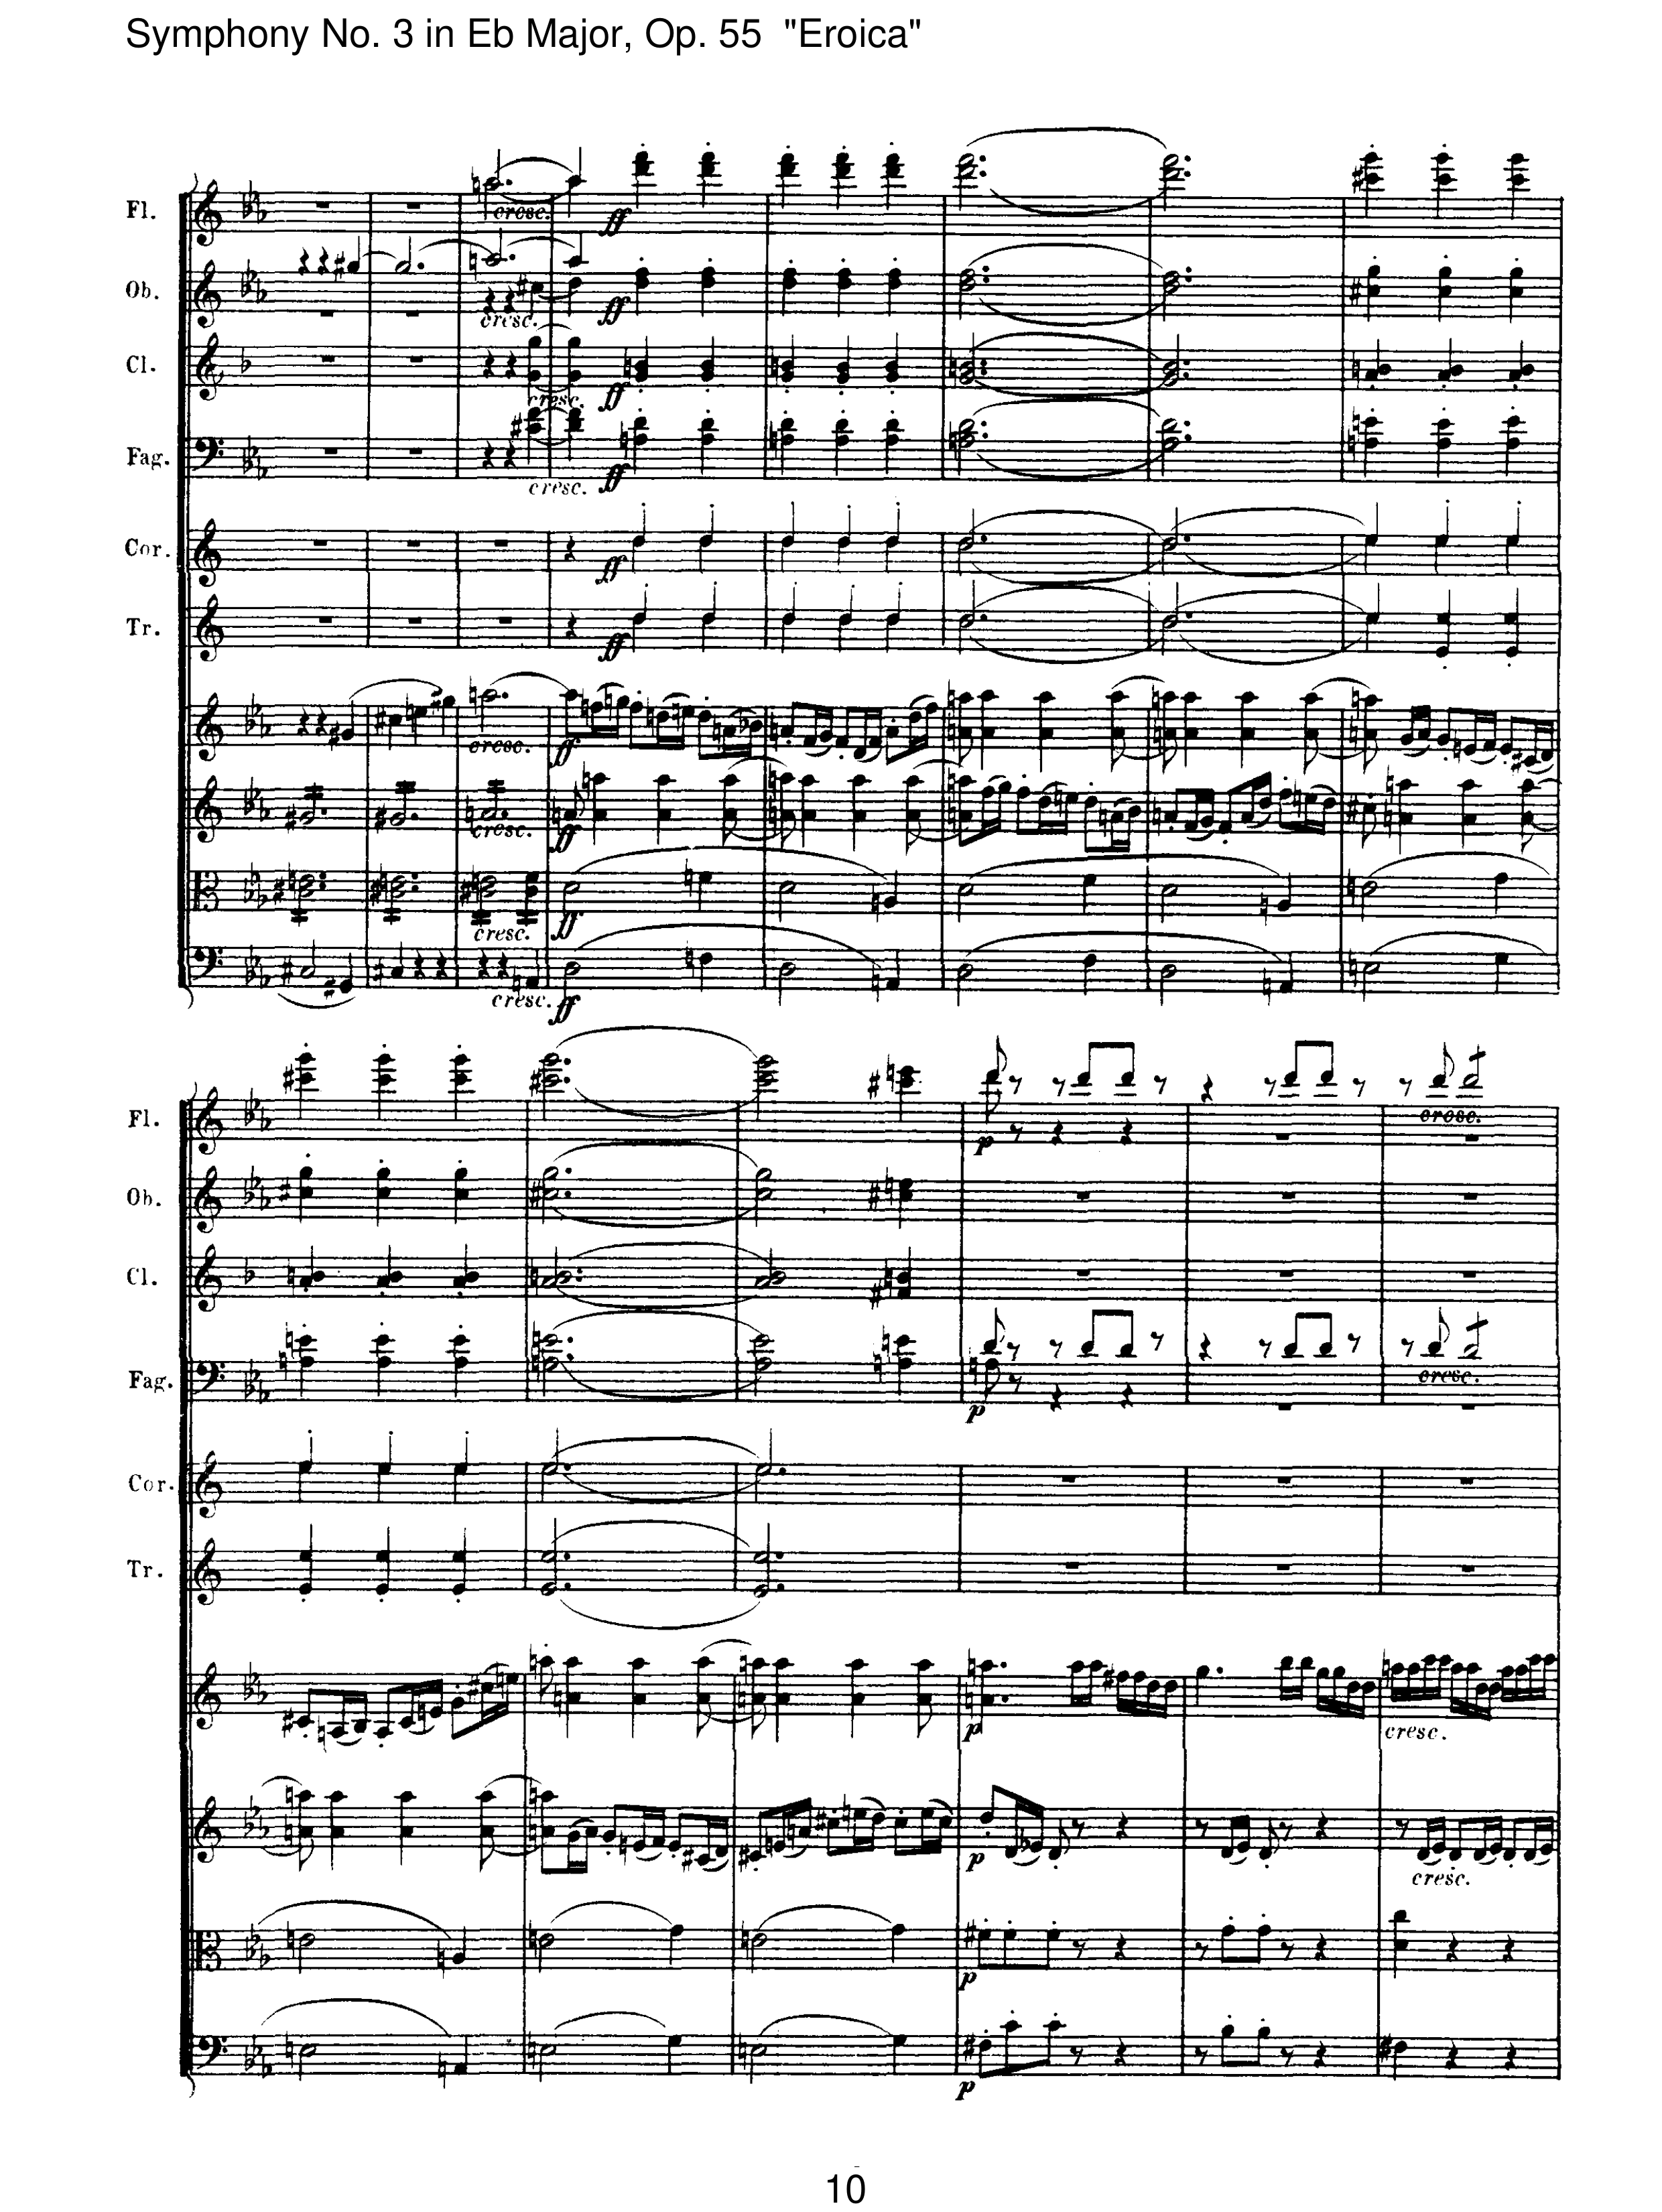 Symphony No. 3 in Eb Major, Op. 55 "Eroica"
Fl.
cresc.
ff
Ob.
cresc.
ff
Cl.
cresc.
ff
Fag.
cresc.
ff
Cor.
ff
Tr.
ff
cresc.
ff
cresc.
ff
cresc.
ff
cresc.
ff
Fl.
p
cresc.
Ob.
Cl.
Fag.
p
cresc.
Cor.
Tr.
p
cresc.
p
cresc.
p
p
10